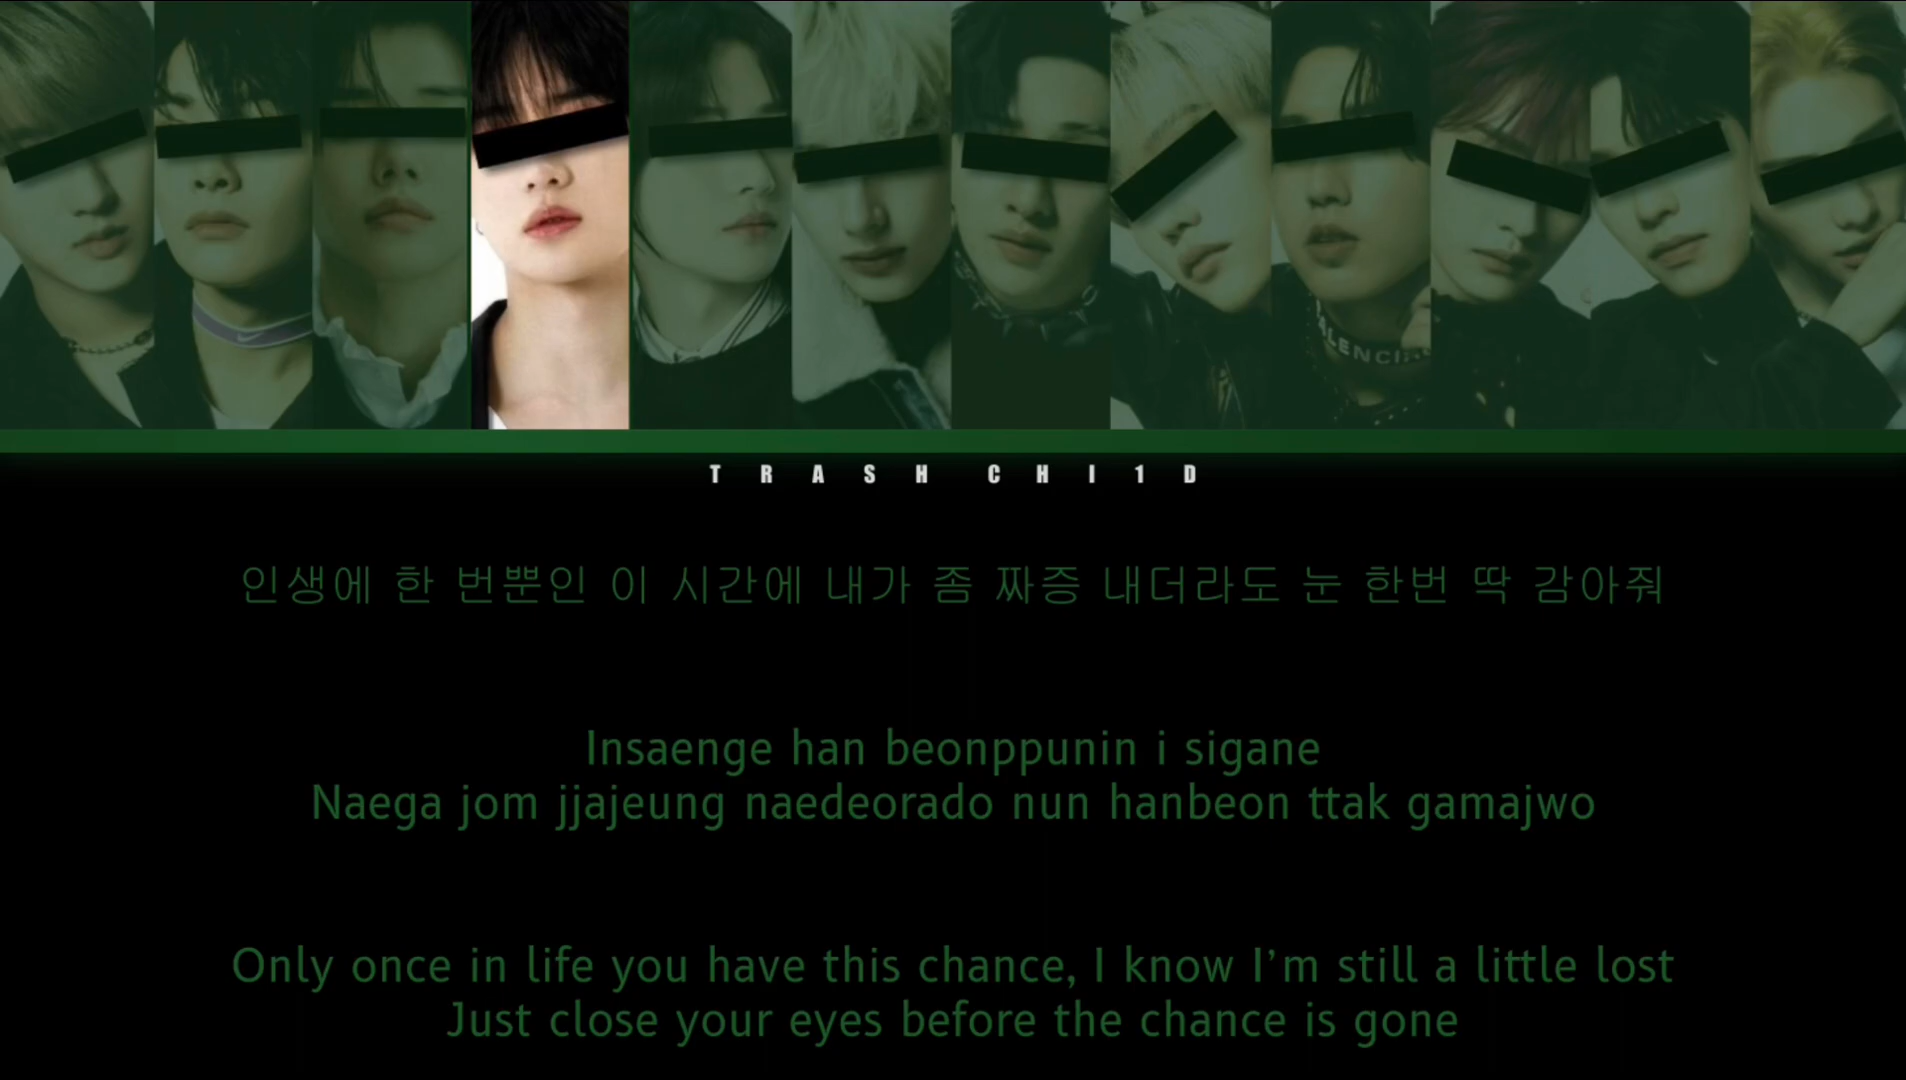 LENCIA
T R A S H C H I 1 D
인생에 한 번뿐인 이 시간에 내가 좀 짜증 내더라도 눈 한번 딱 감아줘
Insaenge han beonppunin i sigane
Naega jom jjajeung naedeorado nun hanbeon ttak gamajwo
Only once in life you have this chance, I know I’m still a little lost
Just close your eyes before the chance is gone